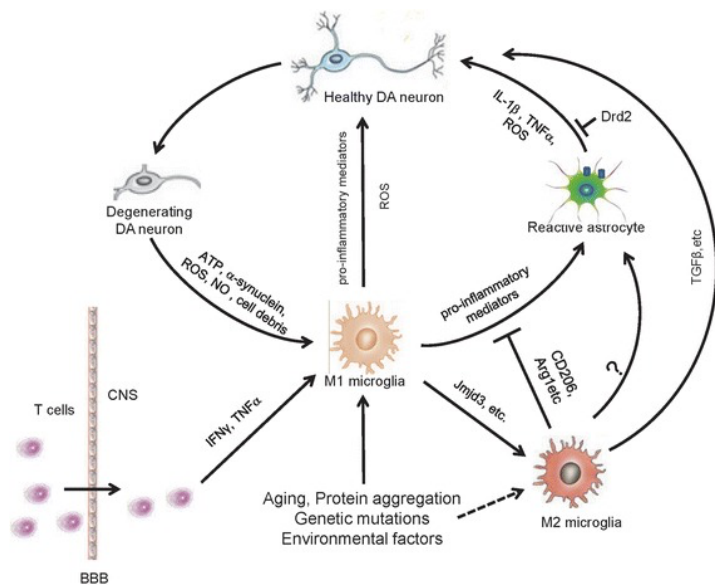 Healthy DA neuron
IL-1β , TNFα,
ROS
Drd2
Degenerating
DA neuron
pro-inflammatory mediators
ROS
Reactive astrocyte
TGFβ,etc
ATP, α-synuclein,
ROS, NO , cell debris
pro-inflammatory
mediators
M1 microglia
CD206,
Arg1etc
?
T cells
CNS
IFNγ, TNFα
Jmjd3, etc.
Aging, Protein aggregation
Genetic mutations
Environmental factors
M2 microglia
BBB